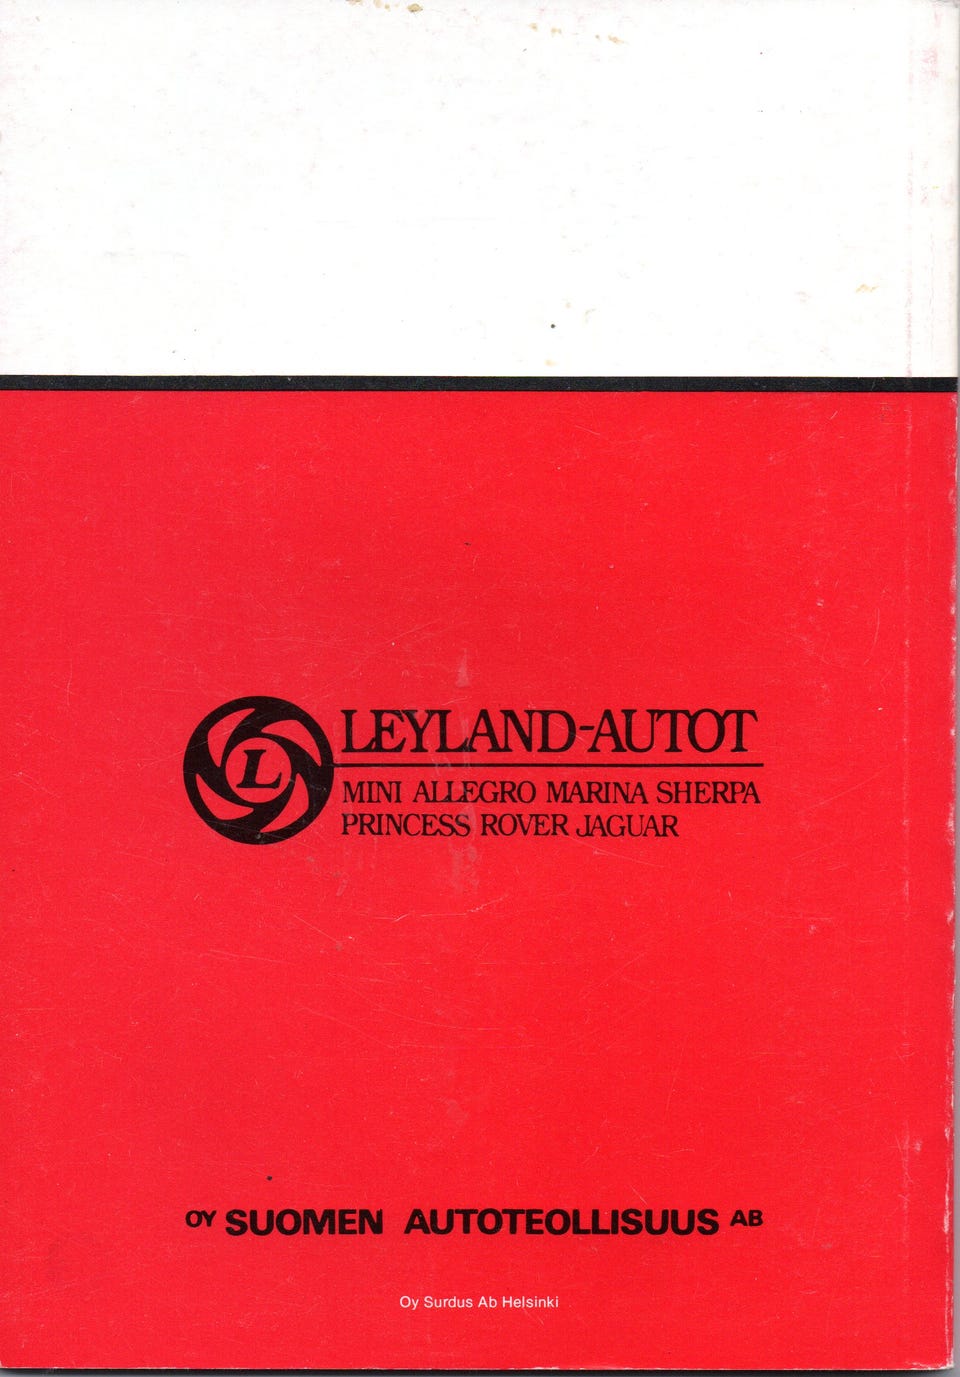 L
LEYLAND-AUTOT
MINI ALLEGRO MARINA SHERPA
PRINCESS ROVER JAGUAR
OY SUOMEN AUTOTEOLLISUUS AB
Oy Surdus Ab Helsinki